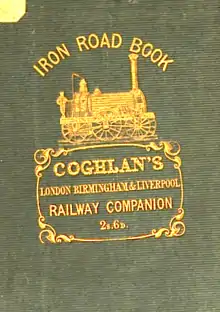 IRON ROAD BOOK
COGHLAN'S
LONDON BIRMINGHAM & LIVERPOOL
RAILWAY COMPANION
2s.6D.